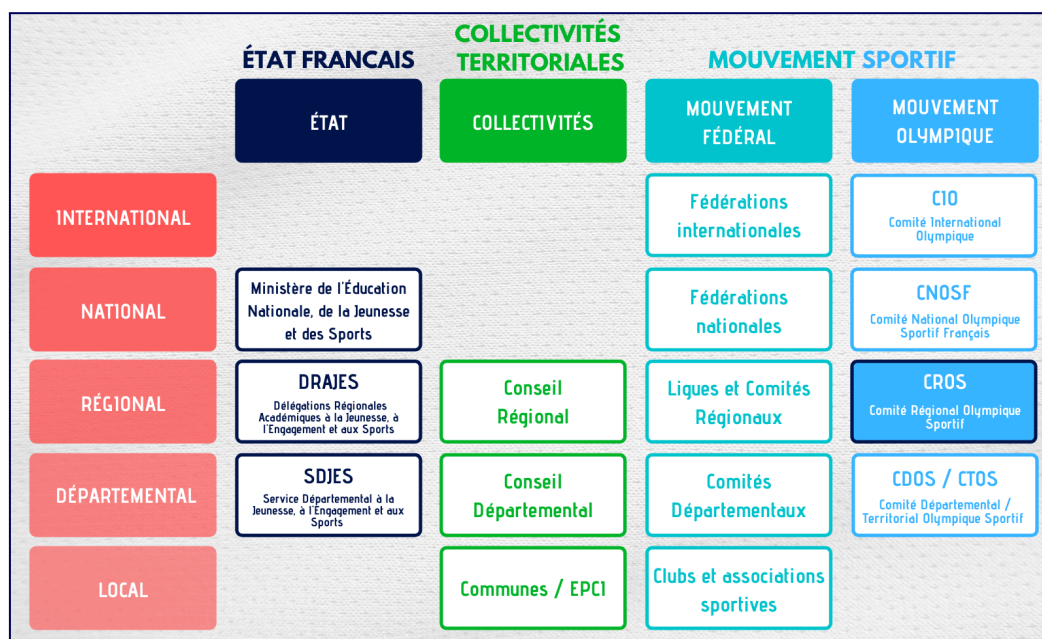 ÉTAT FRANCAIS
COLLECTIVITÉS
TERRITORIALES
MOUVEMENT SPORTIF
ÉTAT
COLLECTIVITÉS
MOUVEMENT
FÉDÉRAL
MOUVEMENT
OLYMPIQUE
INTERNATIONAL
Fédérations
internationales
CIO
Comité International
Olympique
NATIONAL
Ministère de l'Éducation
Nationale, de la Jeunesse
et des Sports
Fédérations
nationales
CNOSF
Comité National Olympique
Sportif Français
RÉGIONAL
DRAJES
Délégations Régionales
Académiques à la Jeunesse, à
l'Engagement et aux Sports
Conseil
Régional
Ligues et Comités
Régionaux
CROS
Comité Régional Olympique
Sportif
DÉPARTEMENTAL
SDJES
Service Départemental à la
Jeunesse, à l'Engagement et aux
Sports
Conseil
Départemental
Comités
Départementaux
CDOS / CTOS
Comité Départemental /
Territorial Olympique Sportif
LOCAL
Communes / EPCI
Clubs et associations
sportives